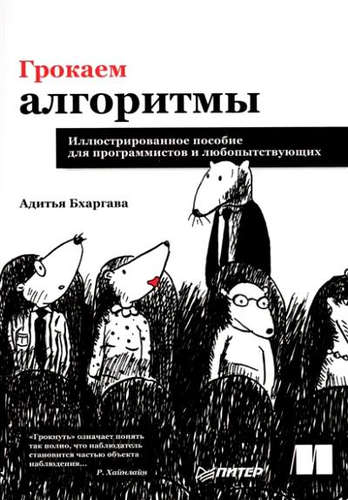 Грокаем
алгоритмы
Иллюстрированное пособие
для программистов и любопытствующих
Адитья Бхаргава
«Грокнуть» означает понять
так полно, что наблюдатель
становится частью объекта
наблюдения...
Р. Хайнлайн
ПИТЕР